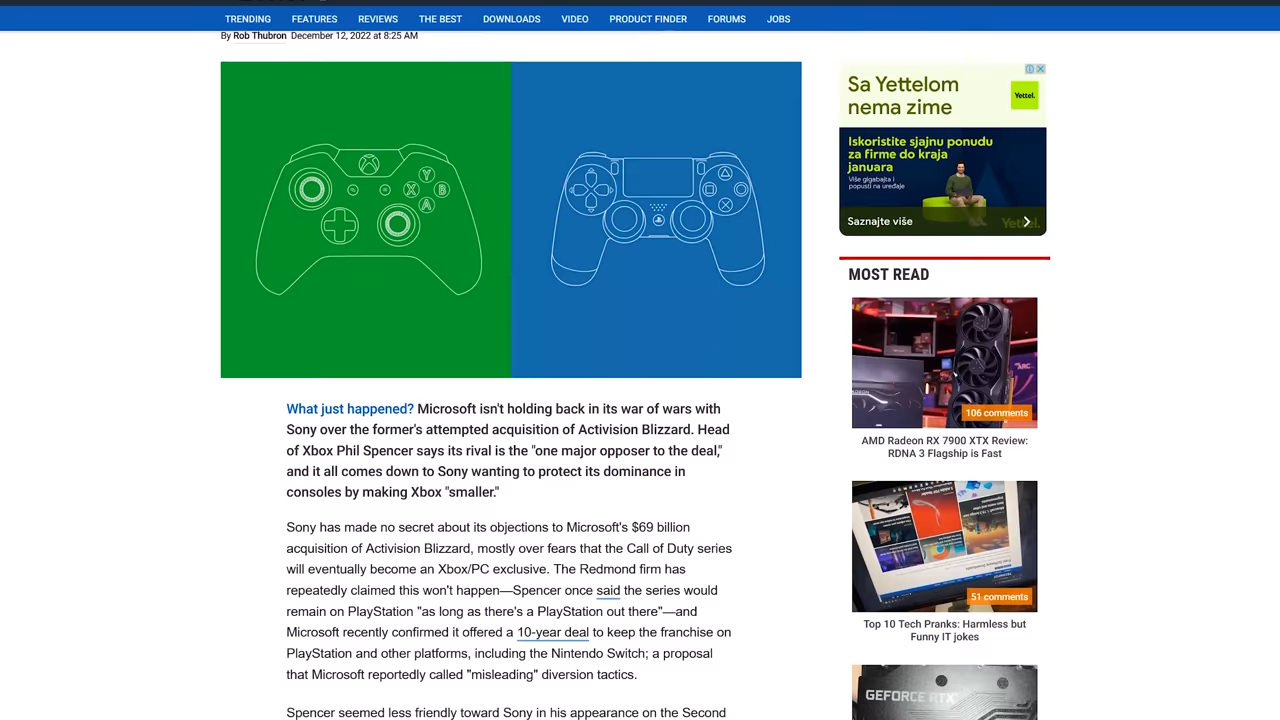 TRENDING FEATURES REVIEWS THE BEST DOWNLOADS VIDEO PRODUCT FINDER FORUMS JOBS
By Rob Thubron December 12, 2022 at 8:25 AM
X Y B A
What just happened? Microsoft isn't holding back in its war of wars with
Sony over the former's attempted acquisition of Activision Blizzard. Head
of Xbox Phil Spencer says its rival is the "one major opposer to the deal,"
and it all comes down to Sony wanting to protect its dominance in
consoles by making Xbox "smaller."
Sony has made no secret about its objections to Microsoft's $69 billion
acquisition of Activision Blizzard, mostly over fears that the Call of Duty series
will eventually become an Xbox/PC exclusive. The Redmond firm has
repeatedly claimed this won't happen—Spencer once said the series would
remain on PlayStation "as long as there's a PlayStation out there"—and
Microsoft recently confirmed it offered a 10-year deal to keep the franchise on
PlayStation and other platforms, including the Nintendo Switch; a proposal
that Microsoft reportedly called "misleading" diversion tactics.
Spencer seemed less friendly toward Sony in his appearance on the Second
Sa Yettelom
nema zime
Yettel.
Iskoristite sjajnu ponudu
za firme do kraja
januara
Više gigabajta i
popusti na uređaje
Saznajte više
Yettel.
MOST READ
ARC
106 comments
AMD Radeon RX 7900 XTX Review:
RDNA 3 Flagship is Fast
51 comments
Top 10 Tech Pranks: Harmless but
Funny IT jokes
GEFORCE RTX